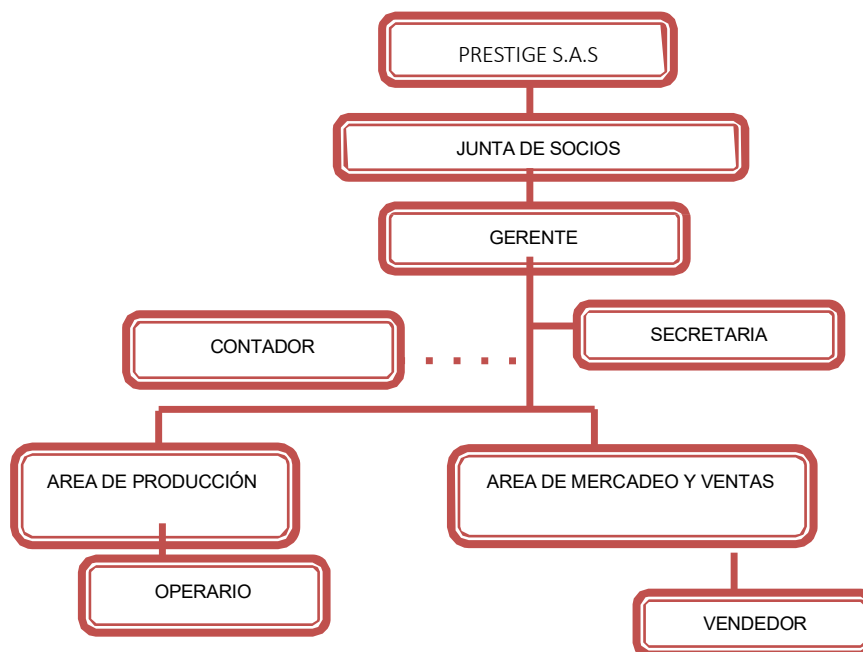 PRESTIGE S.A.S
JUNTA DE SOCIOS
GERENTE
SECRETARIA
CONTADOR
AREA DE PRODUCCIÓN
AREA DE MERCADEO Y VENTAS
OPERARIO
VENDEDOR